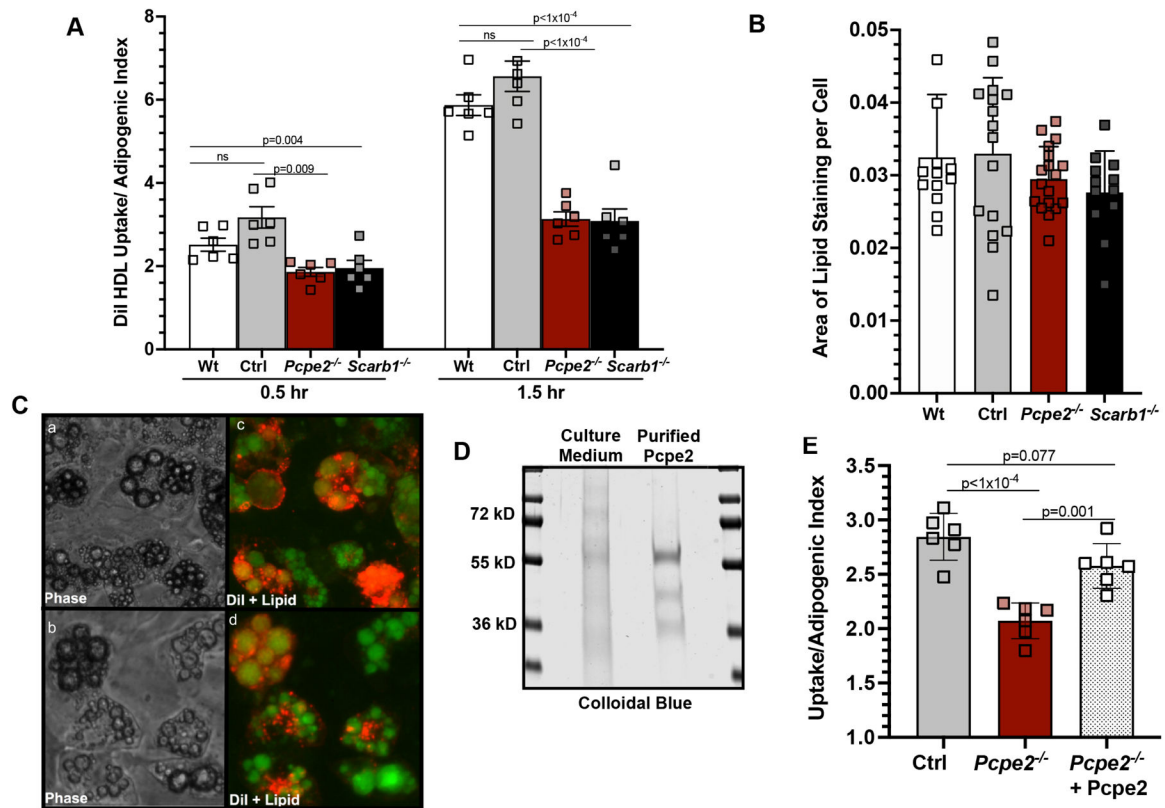 A
DiI HDL Uptake/ Adipogenic Index
8
6
4
2
0
p=0.004
ns
p=0.009
p<1x10⁻⁴
ns
p<1x10⁻⁴
Wt Ctrl Pcpe2⁻/⁻ Scarb1⁻/⁻
0.5 hr
Wt Ctrl Pcpe2⁻/⁻ Scarb1⁻/⁻
1.5 hr
B
Area of Lipid Staining per Cell
0.05
0.04
0.03
0.02
0.01
0.00
Wt Ctrl Pcpe2⁻/⁻ Scarb1⁻/⁻
C
a
Phase
c
DiI + Lipid
b
Phase
d
DiI + Lipid
D
Culture Medium
Purified Pcpe2
72 kD
55 kD
36 kD
Colloidal Blue
E
Uptake/Adipogenic Index
3.5
3.0
2.5
2.0
1.5
1.0
p=0.077
p<1x10⁻⁴
p=0.001
Ctrl
Pcpe2⁻/⁻
Pcpe2⁻/⁻
+ Pcpe2